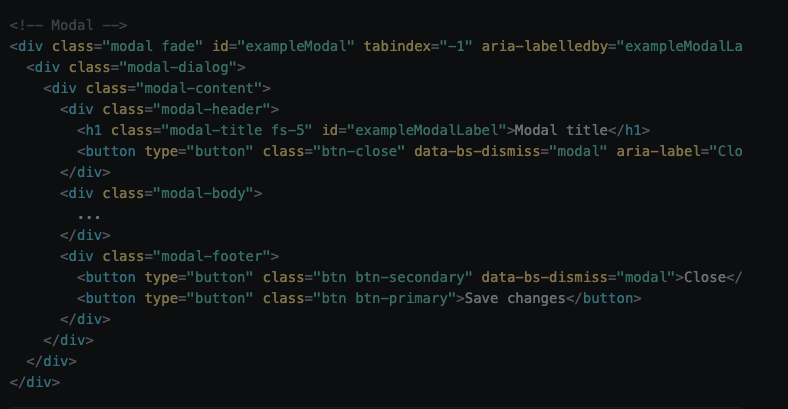 <!-- Modal -->
<div class="modal fade" id="exampleModal" tabindex="-1" aria-labelledby="exampleModalLa
  <div class="modal-dialog">
    <div class="modal-content">
      <div class="modal-header">
        <h1 class="modal-title fs-5" id="exampleModalLabel">Modal title</h1>
        <button type="button" class="btn-close" data-bs-dismiss="modal" aria-label="Clo
      </div>
      <div class="modal-body">
        ...
      </div>
      <div class="modal-footer">
        <button type="button" class="btn btn-secondary" data-bs-dismiss="modal">Close</
        <button type="button" class="btn btn-primary">Save changes</button>
      </div>
    </div>
  </div>
</div>